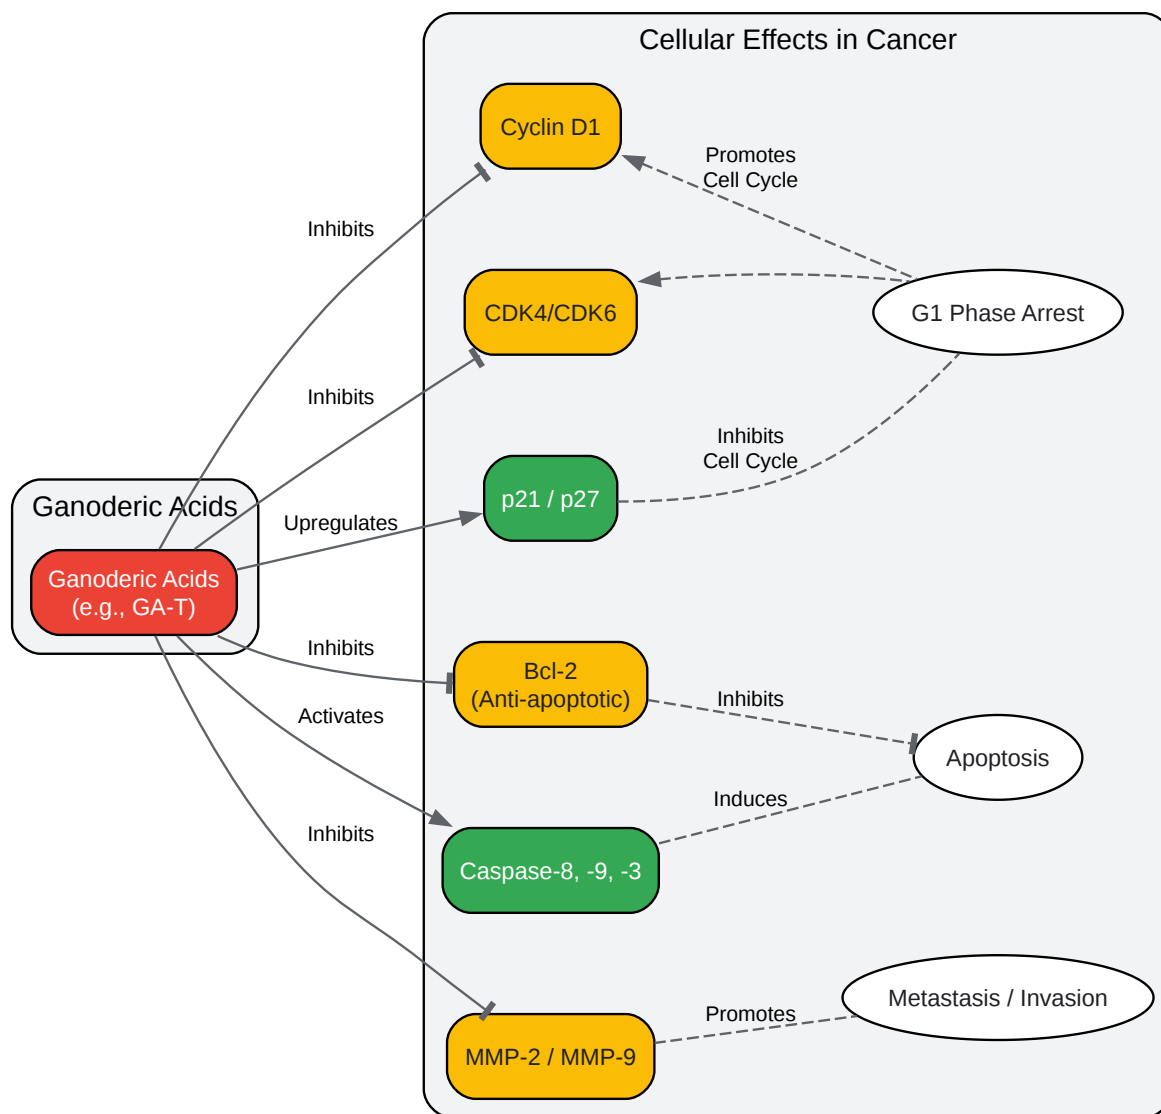 Cellular Effects in Cancer
Cyclin D1
Promotes
Cell Cycle
Inhibits
CDK4/CDK6
G1 Phase Arrest
Inhibits
Inhibits
Cell Cycle
Ganoderic Acids
p21 / p27
Upregulates
Ganoderic Acids
(e.g., GA-T)
Inhibits
Bcl-2
(Anti-apoptotic)
Inhibits
Activates
Apoptosis
Induces
Inhibits
Caspase-8, -9, -3
Metastasis / Invasion
Promotes
MMP-2 / MMP-9